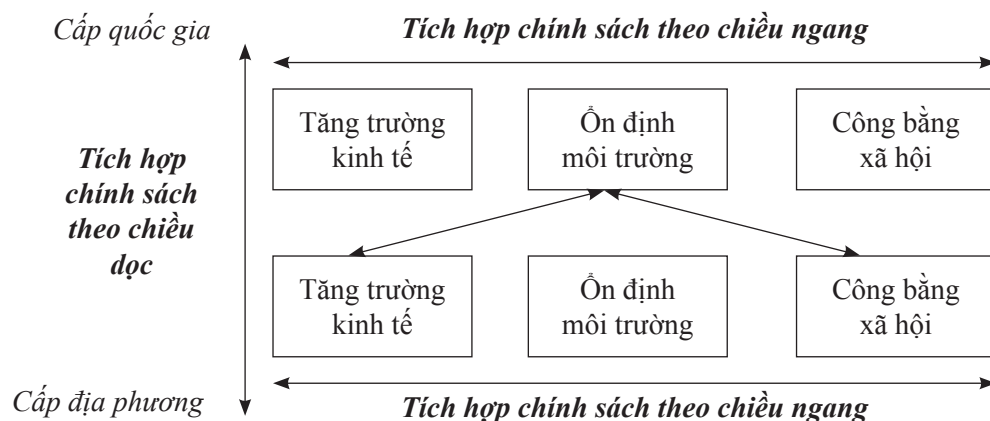 Cấp quốc gia
Tích hợp chính sách theo chiều ngang
Tăng trường
kinh tế
Ổn định
môi trường
Công bằng
xã hội
Tích hợp
chính sách
theo chiều
dọc
Tăng trường
kinh tế
Ổn định
môi trường
Công bằng
xã hội
Cấp địa phương
Tích hợp chính sách theo chiều ngang